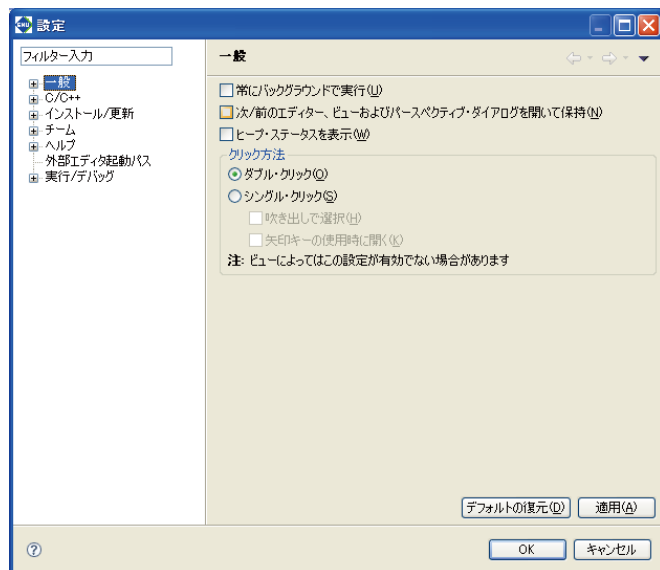 設定
フィルター入力
一般
C/C++
インストール/更新
チーム
ヘルプ
外部エディタ起動パス
実行/デバッグ
一般
常にバックグラウンドで実行(U)
次/前のエディター、ビューおよびパースペクティブ・ダイアログを開いて保持(N)
ヒープ・ステータスを表示(W)
クリック方法
ダブル・クリック(O)
シングル・クリック(S)
吹き出しで選択(H)
矢印キーの使用時に開く(K)
注: ビューによってはこの設定が有効でない場合があります
デフォルトの復元(D)
適用(A)
OK
キャンセル